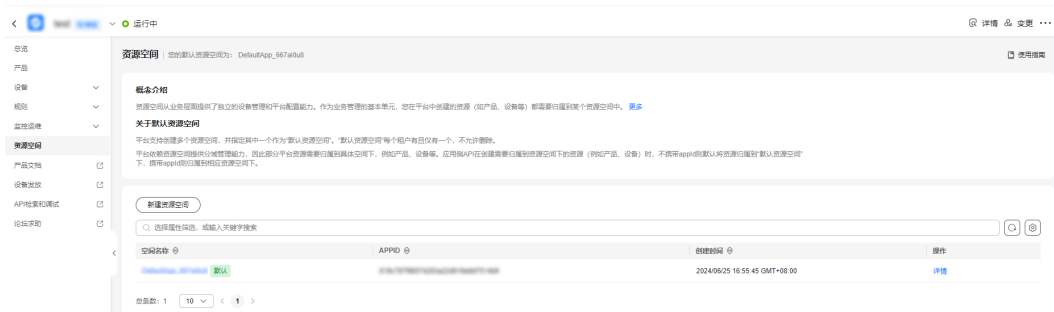 运行中
详情 变更 ···
总览
产品
设备
规则
监控运维
资源空间
产品文档
设备发放
API检索和调试
论坛求助
资源空间 您的默认资源空间为： DefaultApp_667ai0u8
使用指南
概念介绍
资源空间从业务层面提供了独立的设备管理和平台配置能力。作为业务管理的基本单元，您在平台中创建的资源（如产品、设备等）都需要归属到某个资源空间中。 更多
关于默认资源空间
平台支持创建多个资源空间，并指定其中一个作为“默认资源空间”。“默认资源空间”每个租户有且仅有一个，不允许删除。
平台依赖资源空间提供分域管理能力，因此部分平台资源需要归属到具体空间下，例如产品、设备等。应用侧API在创建需要归属到资源空间下的资源（例如产品、设备）时，不携带appId则默认将资源归属到“默认资源空间”
下，携带appId则归属到相应资源空间下。
新建资源空间
选择属性筛选，或输入关键字搜索
空间名称 APPID 创建时间 操作
默认 2024/06/25 16:55:45 GMT+08:00 详情
总条数：1 10 < 1 >